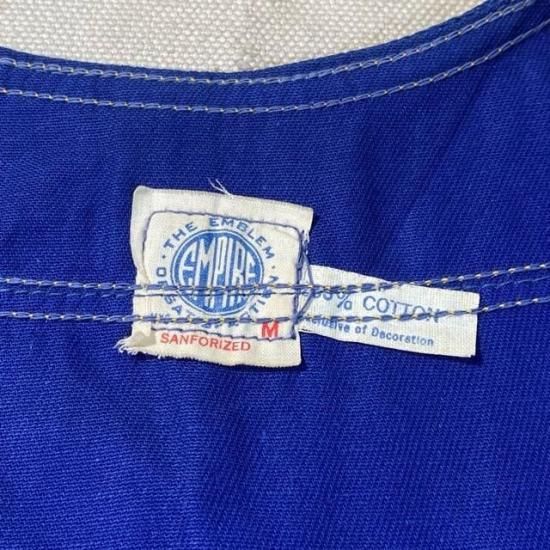 THE EMBLEM
EMPIRE
M
SANFORIZED
% COTTON
of Decoration